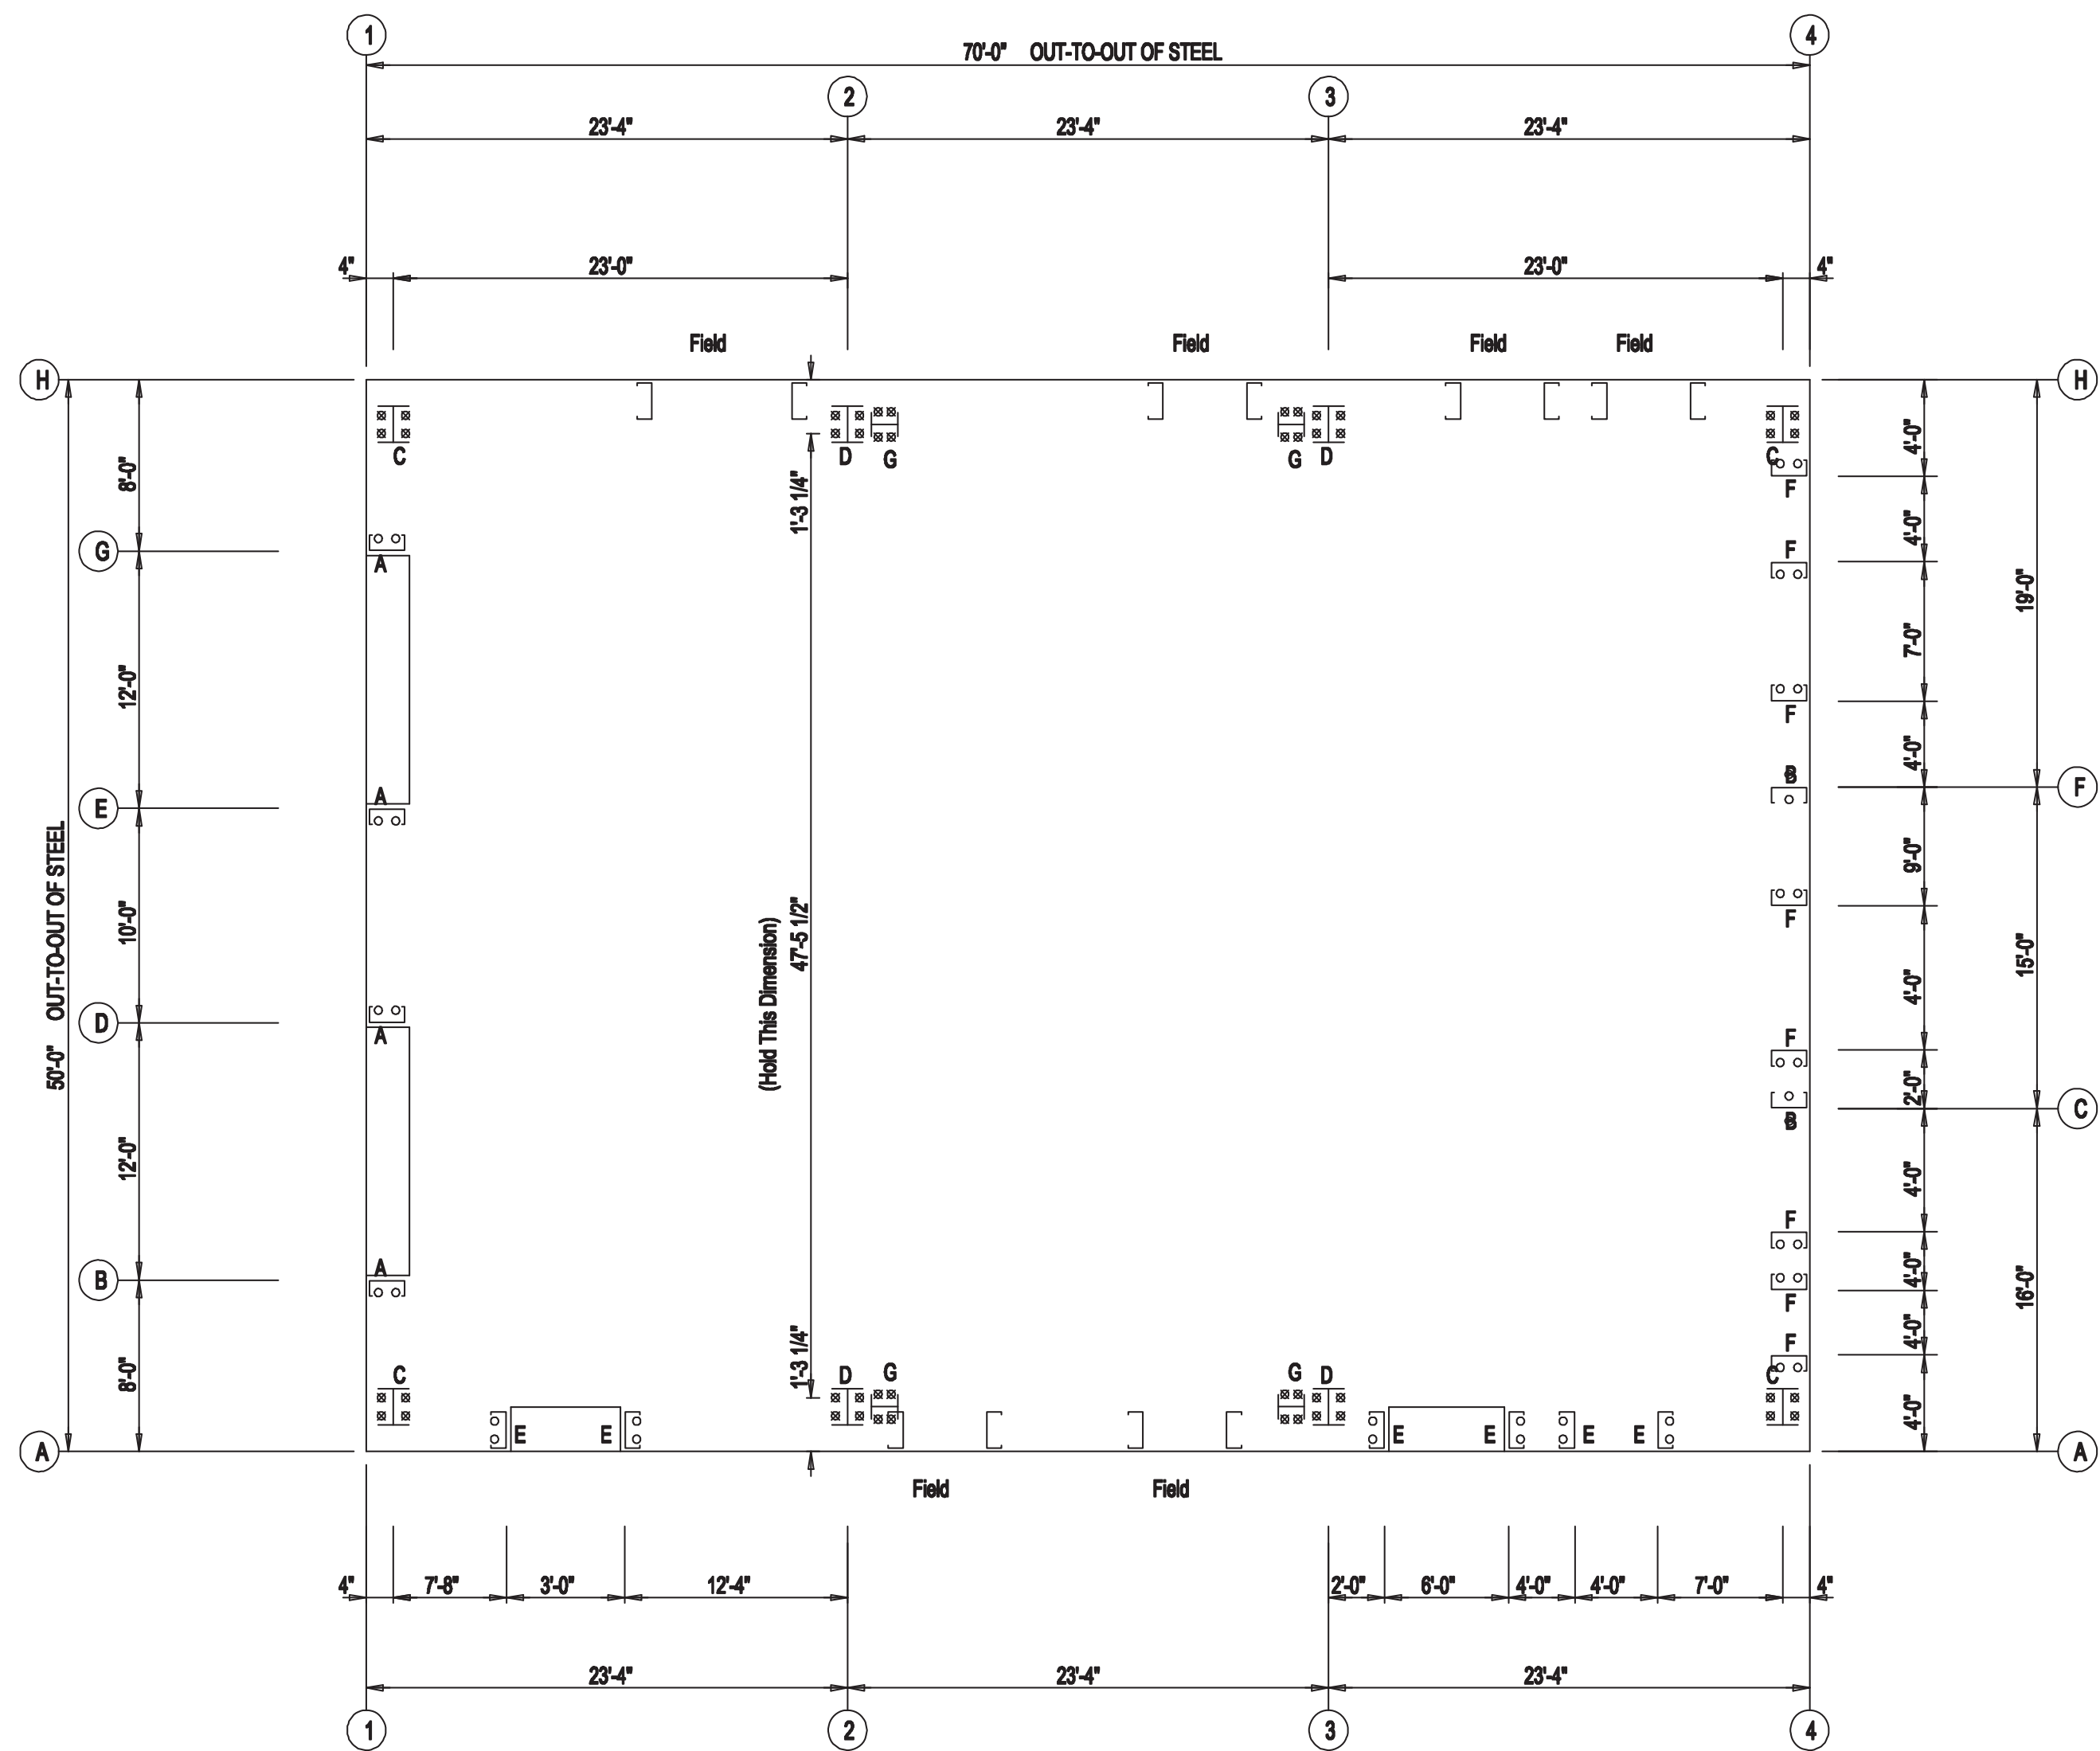 1
4
70'-0" OUT-TO-OUT OF STEEL
2
3
23'-4"
23'-4"
23'-4"
4"
23'-0"
23'-0"
4"
Field
Field
Field
Field
H
H
C
D
G
G
D
C
F
4'-0"
8'-0"
1'-3 1/4"
4'-0"
G
A
F
19'-0"
12'-0"
7'-0"
F
4'-0"
E
A
B
F
50'-0" OUT-TO-OUT OF STEEL
10'-0"
(Hold This Dimension)
47'-5 1/2"
9'-0"
F
15'-0"
4'-0"
D
A
F
2'-0"
B
C
12'-0"
4'-0"
F
B
A
4'-0"
F
16'-0"
4'-0"
F
8'-0"
1'-3 1/4"
C
D
G
G
D
C
4'-0"
E
E
E
E
E
E
A
A
Field
Field
4"
7'-8"
3'-0"
12'-4"
2'-0"
6'-0"
4'-0"
4'-0"
7'-0"
4"
23'-4"
23'-4"
23'-4"
1
2
3
4